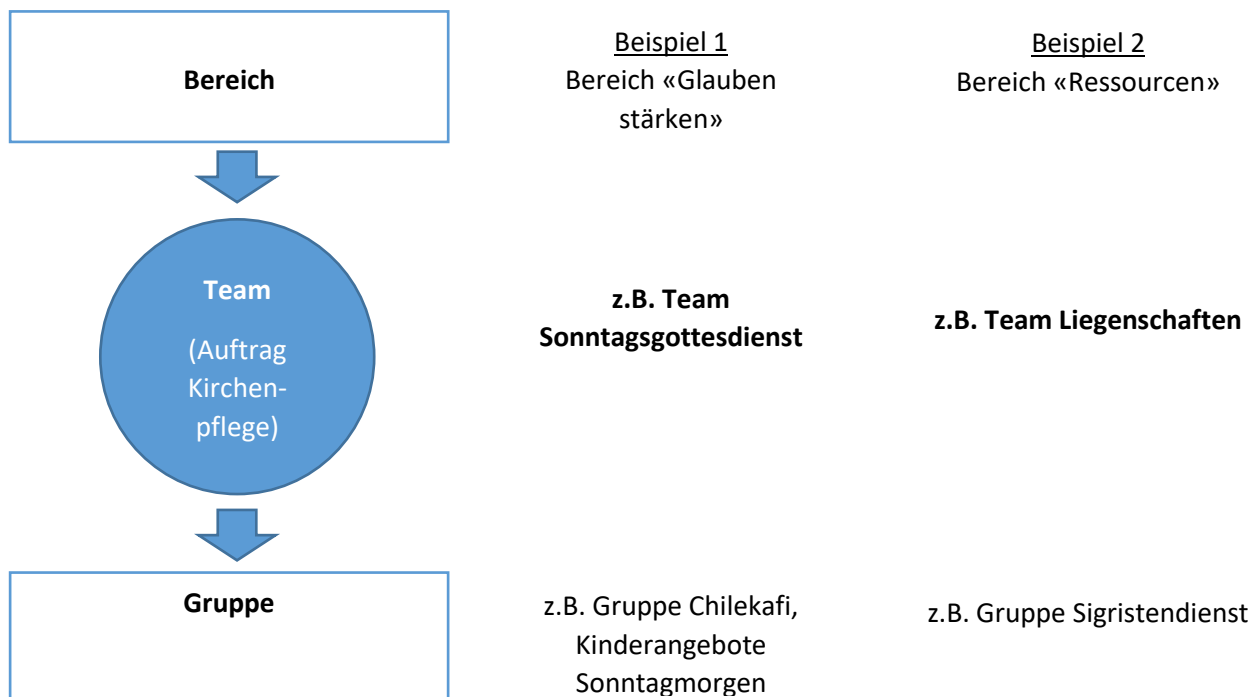 Bereich
Beispiel 1
Bereich «Glauben
stärken»
Beispiel 2
Bereich «Ressourcen»
Team
(Auftrag
Kirchen-
pflege)
z.B. Team
Sonntagsgottesdienst
z.B. Team Liegenschaften
Gruppe
z.B. Gruppe Chilekafi,
Kinderangebote
Sonntagmorgen
z.B. Gruppe Sigristendienst